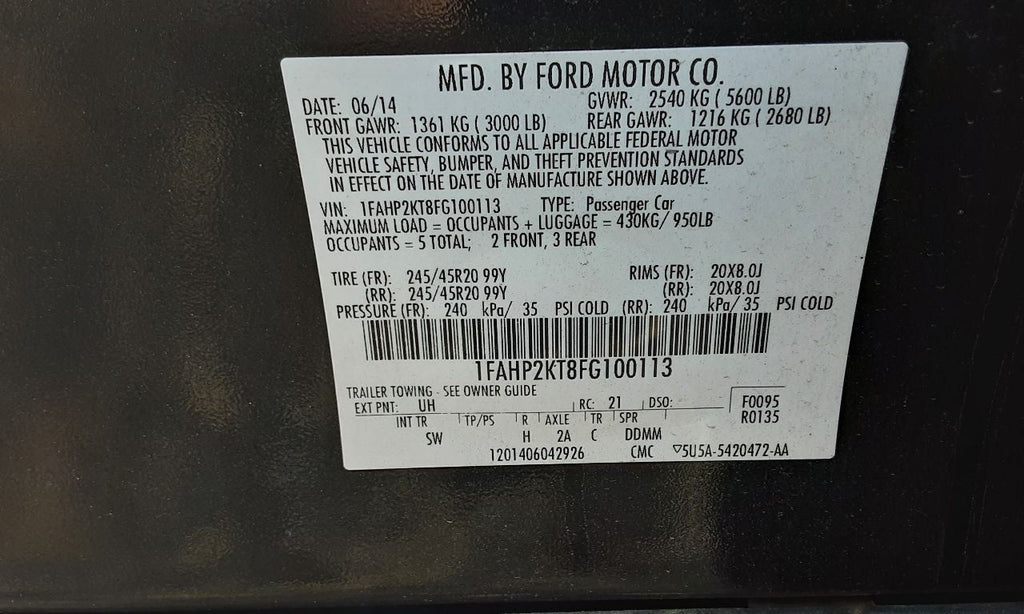 MFD. BY FORD MOTOR CO.
DATE: 06/14 GVWR: 2540 KG ( 5600 LB)
FRONT GAWR: 1361 KG ( 3000 LB) REAR GAWR: 1216 KG ( 2680 LB)
THIS VEHICLE CONFORMS TO ALL APPLICABLE FEDERAL MOTOR
VEHICLE SAFETY, BUMPER, AND THEFT PREVENTION STANDARDS
IN EFFECT ON THE DATE OF MANUFACTURE SHOWN ABOVE.
VIN: 1FAHP2KT8FG100113 TYPE: Passenger Car
MAXIMUM LOAD = OCCUPANTS + LUGGAGE = 430KG/ 950LB
OCCUPANTS = 5 TOTAL; 2 FRONT, 3 REAR
TIRE (FR): 245/45R20 99Y RIMS (FR): 20X8.0J
(RR): 245/45R20 99Y (RR): 20X8.0J
PRESSURE (FR): 240 kPa/ 35 PSI COLD (RR): 240 kPa/ 35 PSI COLD
1FAHP2KT8FG100113
TRAILER TOWING - SEE OWNER GUIDE
EXT PNT: UH RC: 21 DSO: F0095
INT TR TP/PS R AXLE TR SPR R0135
SW H 2A C DDMM
1201406042926 CMC ▽5U5A-5420472-AA